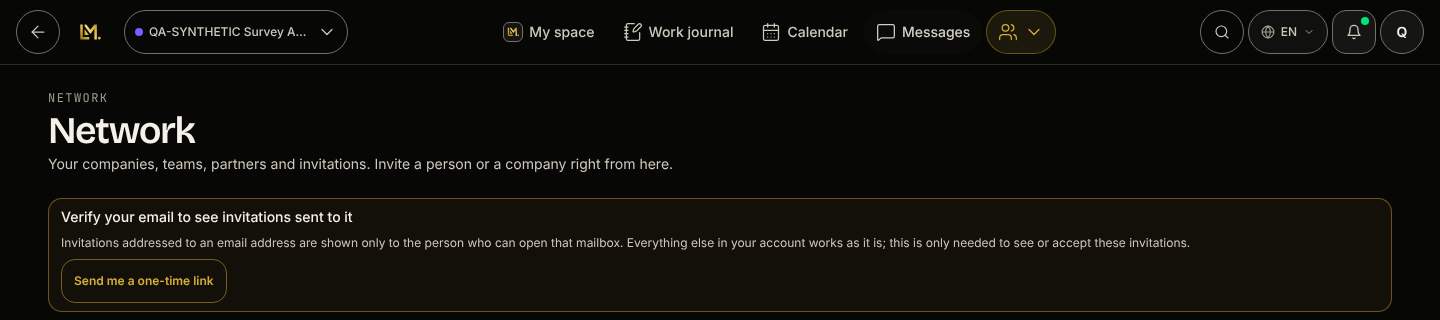 LM. QA-SYNTHETIC Survey A... LM. My space Work journal Calendar Messages EN Q
NETWORK
Network
Your companies, teams, partners and invitations. Invite a person or a company right from here.
Verify your email to see invitations sent to it
Invitations addressed to an email address are shown only to the person who can open that mailbox. Everything else in your account works as it is; this is only needed to see or accept these invitations.
Send me a one-time link